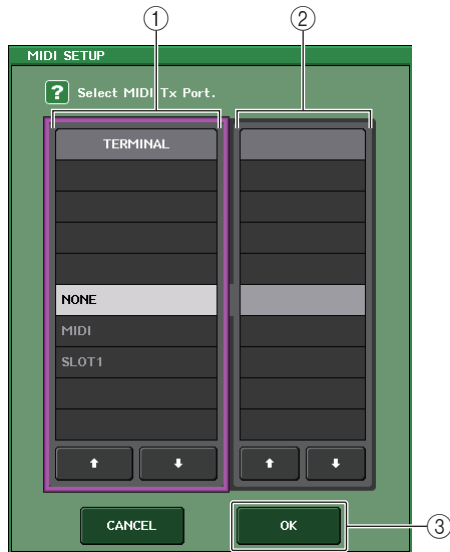 ① ②
MIDI SETUP
? Select MIDI Tx Port.
TERMINAL
NONE
MIDI
SLOT1
CANCEL OK ③